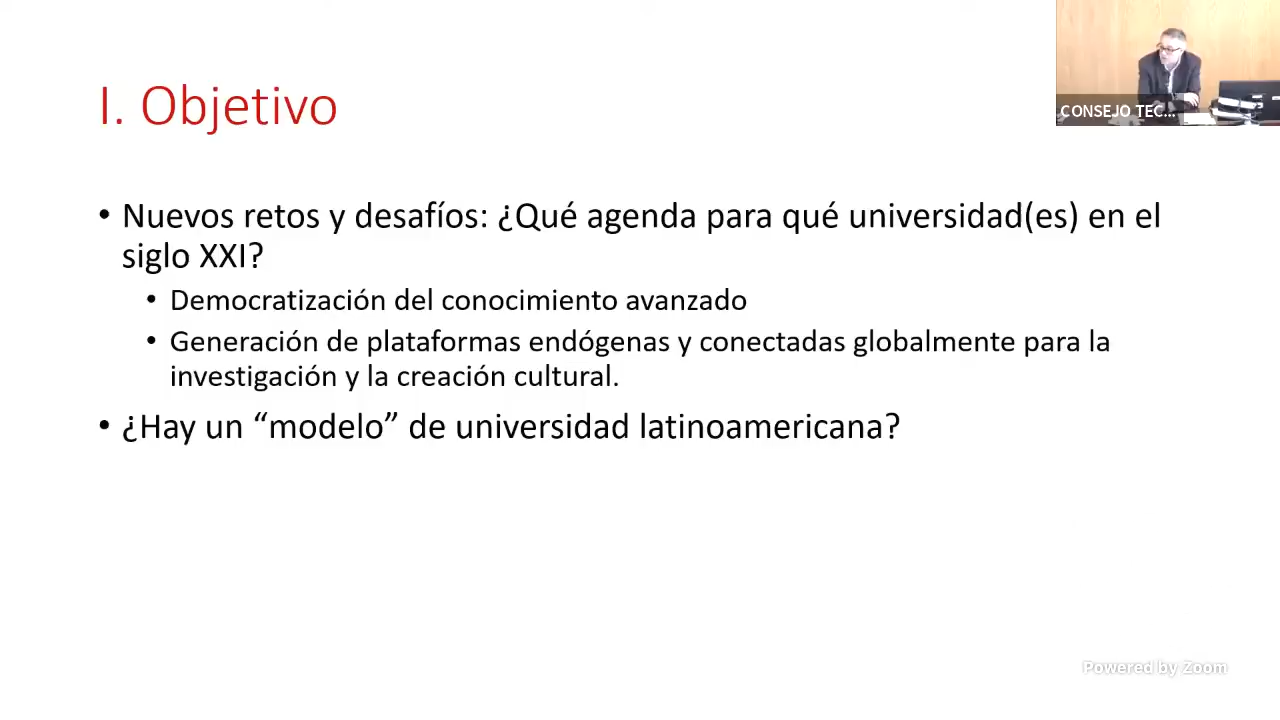 CONSEJO TEC...
I. Objetivo
• Nuevos retos y desafíos: ¿Qué agenda para qué universidad(es) en el
siglo XXI?
• Democratización del conocimiento avanzado
• Generación de plataformas endógenas y conectadas globalmente para la
investigación y la creación cultural.
• ¿Hay un “modelo” de universidad latinoamericana?
Powered by Zoom